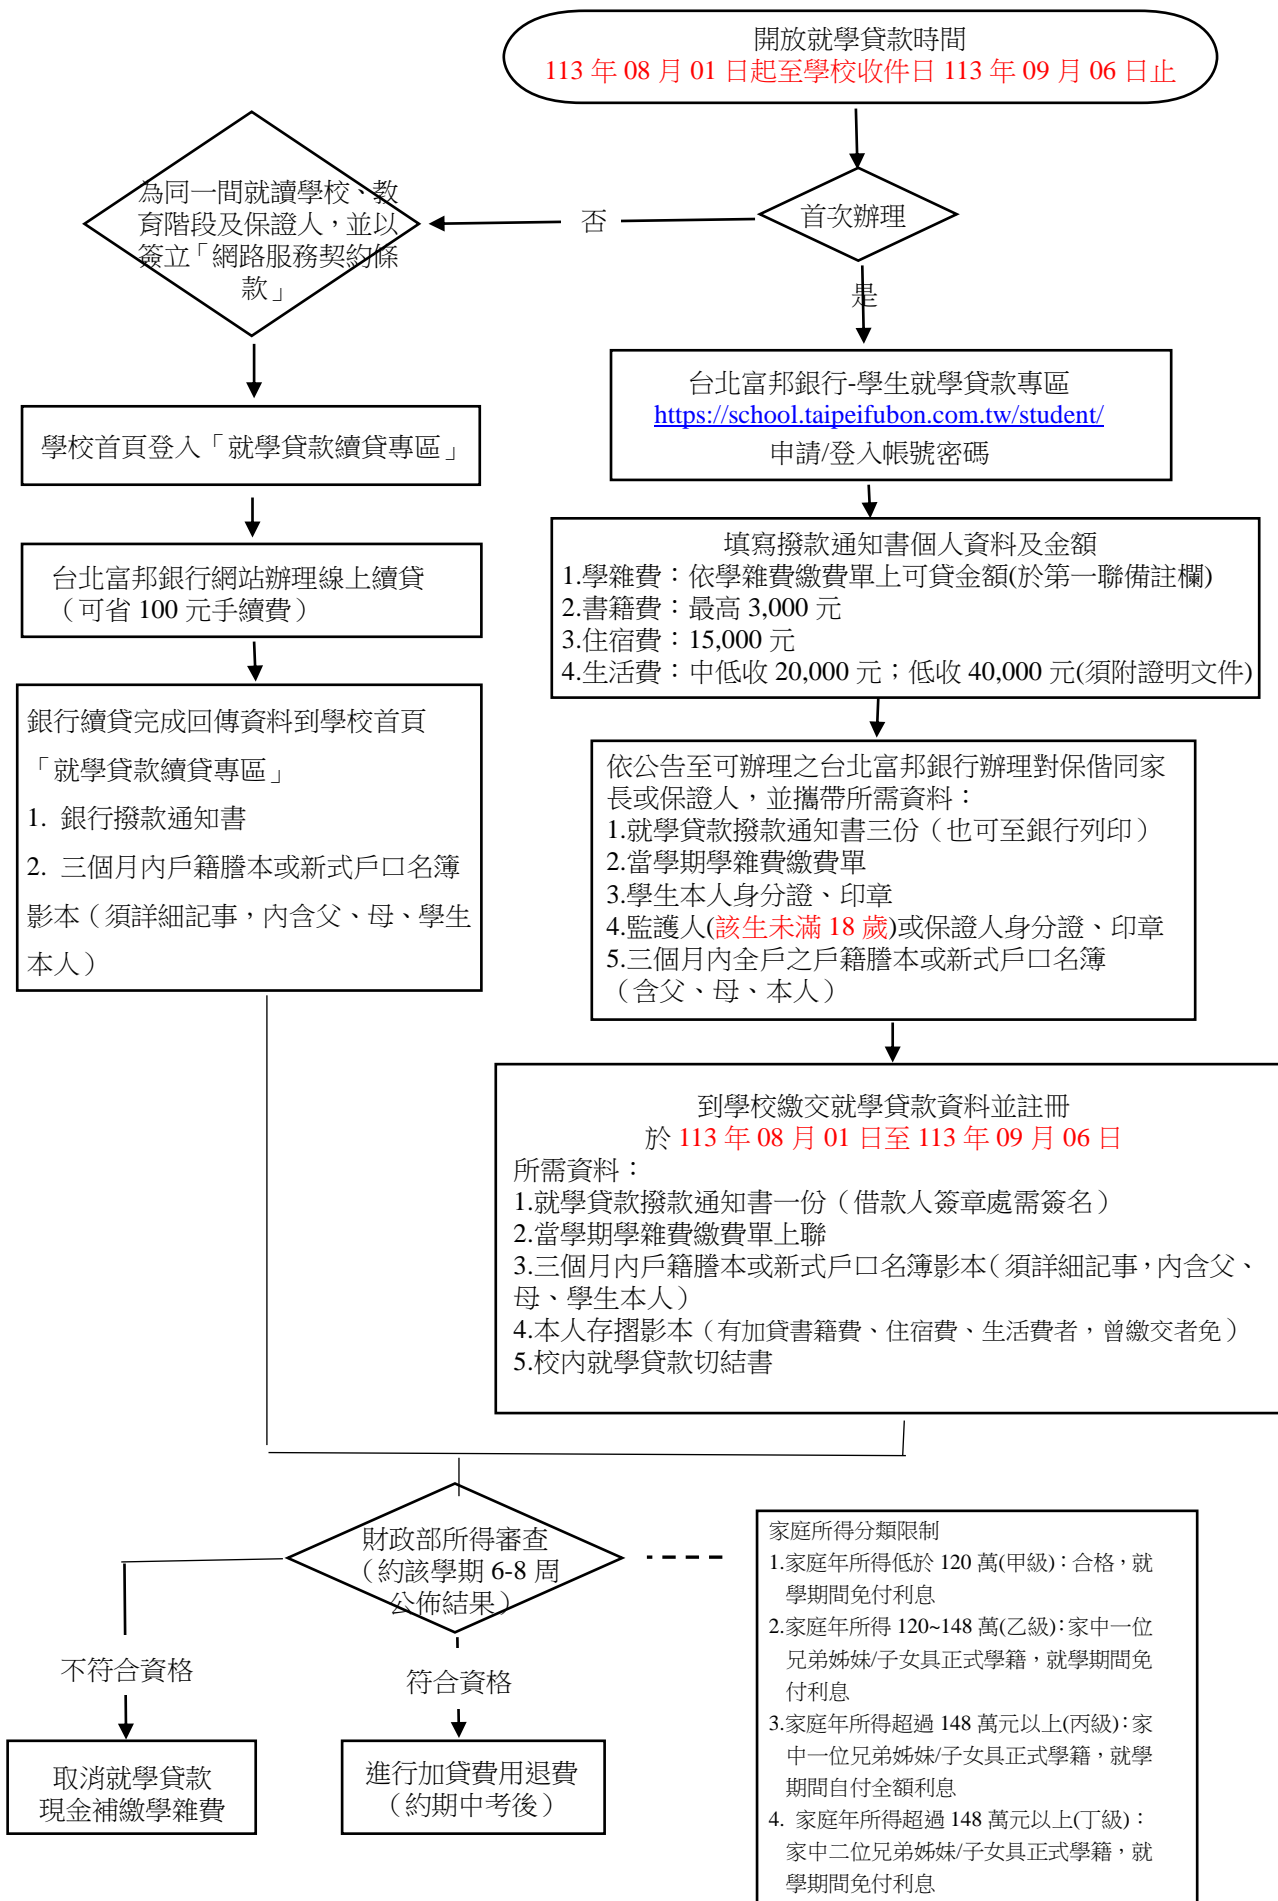 開放就學貸款時間
113 年 08 月 01 日起至學校收件日 113 年 09 月 06 日止
首次辦理
否
是
為同一間就讀學校、教
育階段及保證人，並以
簽立「網路服務契約條
款」
學校首頁登入「就學貸款續貸專區」
台北富邦銀行網站辦理線上續貸
（可省 100 元手續費）
銀行續貸完成回傳資料到學校首頁
「就學貸款續貸專區」
1. 銀行撥款通知書
2. 三個月內戶籍謄本或新式戶口名簿
影本（須詳細記事，內含父、母、學生
本人）
台北富邦銀行-學生就學貸款專區
https://school.taipeifubon.com.tw/student/
申請/登入帳號密碼
填寫撥款通知書個人資料及金額
1.學雜費：依學雜費繳費單上可貸金額(於第一聯備註欄)
2.書籍費：最高 3,000 元
3.住宿費：15,000 元
4.生活費：中低收 20,000 元；低收 40,000 元(須附證明文件)
依公告至可辦理之台北富邦銀行辦理對保偕同家
長或保證人，並攜帶所需資料：
1.就學貸款撥款通知書三份（也可至銀行列印）
2.當學期學雜費繳費單
3.學生本人身分證、印章
4.監護人(該生未滿 18 歲)或保證人身分證、印章
5.三個月內全戶之戶籍謄本或新式戶口名簿
（含父、母、本人）
到學校繳交就學貸款資料並註冊
於 113 年 08 月 01 日至 113 年 09 月 06 日
所需資料：
1.就學貸款撥款通知書一份（借款人簽章處需簽名）
2.當學期學雜費繳費單上聯
3.三個月內戶籍謄本或新式戶口名簿影本（須詳細記事，內含父、
母、學生本人）
4.本人存摺影本（有加貸書籍費、住宿費、生活費者，曾繳交者免）
5.校內就學貸款切結書
財政部所得審查
（約該學期 6-8 周
公佈結果）
不符合資格
符合資格
取消就學貸款
現金補繳學雜費
進行加貸費用退費
（約期中考後）
家庭所得分類限制
1.家庭年所得低於 120 萬(甲級)：合格，就
學期間免付利息
2.家庭年所得 120~148 萬(乙級)：家中一位
兄弟姊妹/子女具正式學籍，就學期間免
付利息
3.家庭年所得超過 148 萬元以上(丙級)：家
中一位兄弟姊妹/子女具正式學籍，就學
期間自付全額利息
4. 家庭年所得超過 148 萬元以上(丁級)：
家中二位兄弟姊妹/子女具正式學籍，就
學期間免付利息